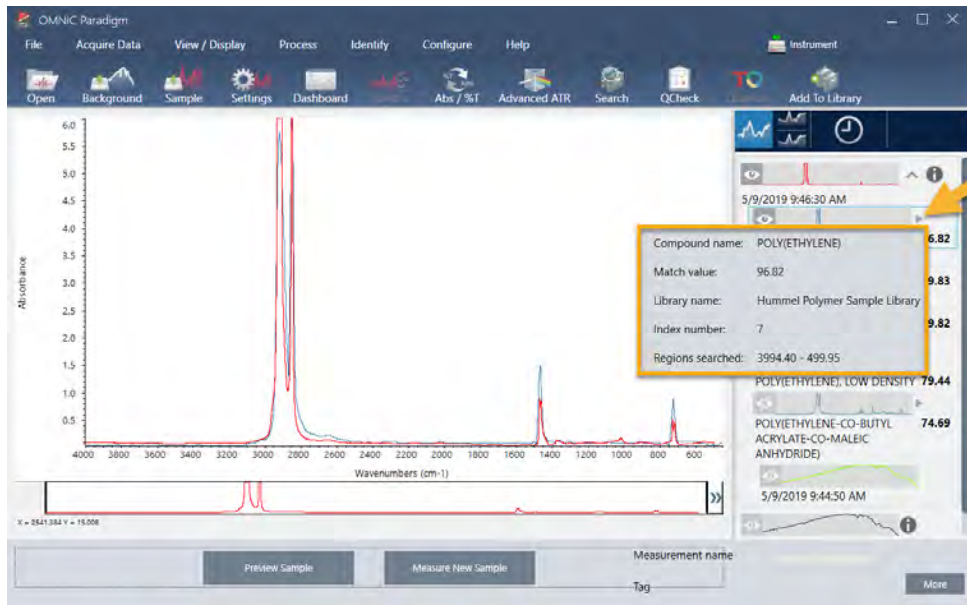 OMNIC Paradigm
File Acquire Data View / Display Process Identify Configure Help Instrument
Open Background Sample Settings Dashboard Abs / %T Advanced ATR Search QCheck Add To Library
6.0
5.5
5.0
4.5
4.0
3.5
3.0
2.5
2.0
1.5
1.0
0.5
Absorbance
4000 3800 3600 3400 3200 3000 2800 2600 2400 2200 2000 1800 1600 1400 1200 1000 800 600
Wavenumbers (cm-1)
X = 3541.384 Y = 15.008
5/9/2019 9:46:30 AM
6.82
Compound name: POLY(ETHYLENE)
Match value: 96.82
9.83
Library name: Hummel Polymer Sample Library
Index number: 7
9.82
Regions searched: 3994.40 - 499.95
POLY(ETHYLENE), LOW DENSITY 79.44
POLY(ETHYLENE-CO-BUTYL 74.69
ACRYLATE-CO-MALEIC
ANHYDRIDE)
5/9/2019 9:44:50 AM
Preview Sample Measure New Sample
Measurement name
Tag
More